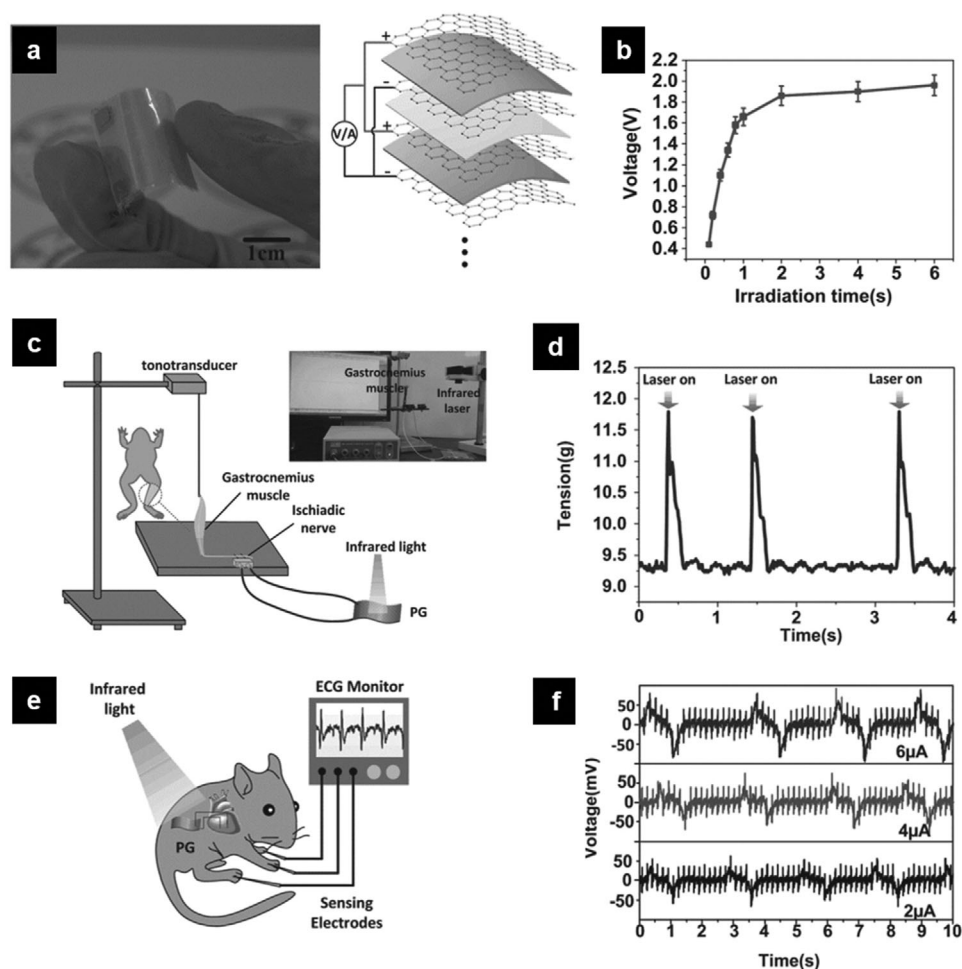 a
+
-
V/A
+
-
1cm
b
Voltage(V)
2.2
2.0
1.8
1.6
1.4
1.2
1.0
0.8
0.6
0.4
0 1 2 3 4 5 6
Irradiation time(s)
c
tonotransducer
Gastrocnemius
muscler
Infrared
laser
Gastrocnemius
muscle
Ischiadic
nerve
Infrared light
PG
d
Tension(g)
12.5
12.0
11.5
11.0
10.5
10.0
9.5
9.0
Laser on Laser on Laser on
0 1 2 3 4
Time(s)
e
Infrared
light
ECG Monitor
PG
Sensing
Electrodes
f
Voltage(mV)
50
0
-50
6μA
50
0
-50
4μA
50
0
-50
2μA
0 1 2 3 4 5 6 7 8 9 10
Time(s)